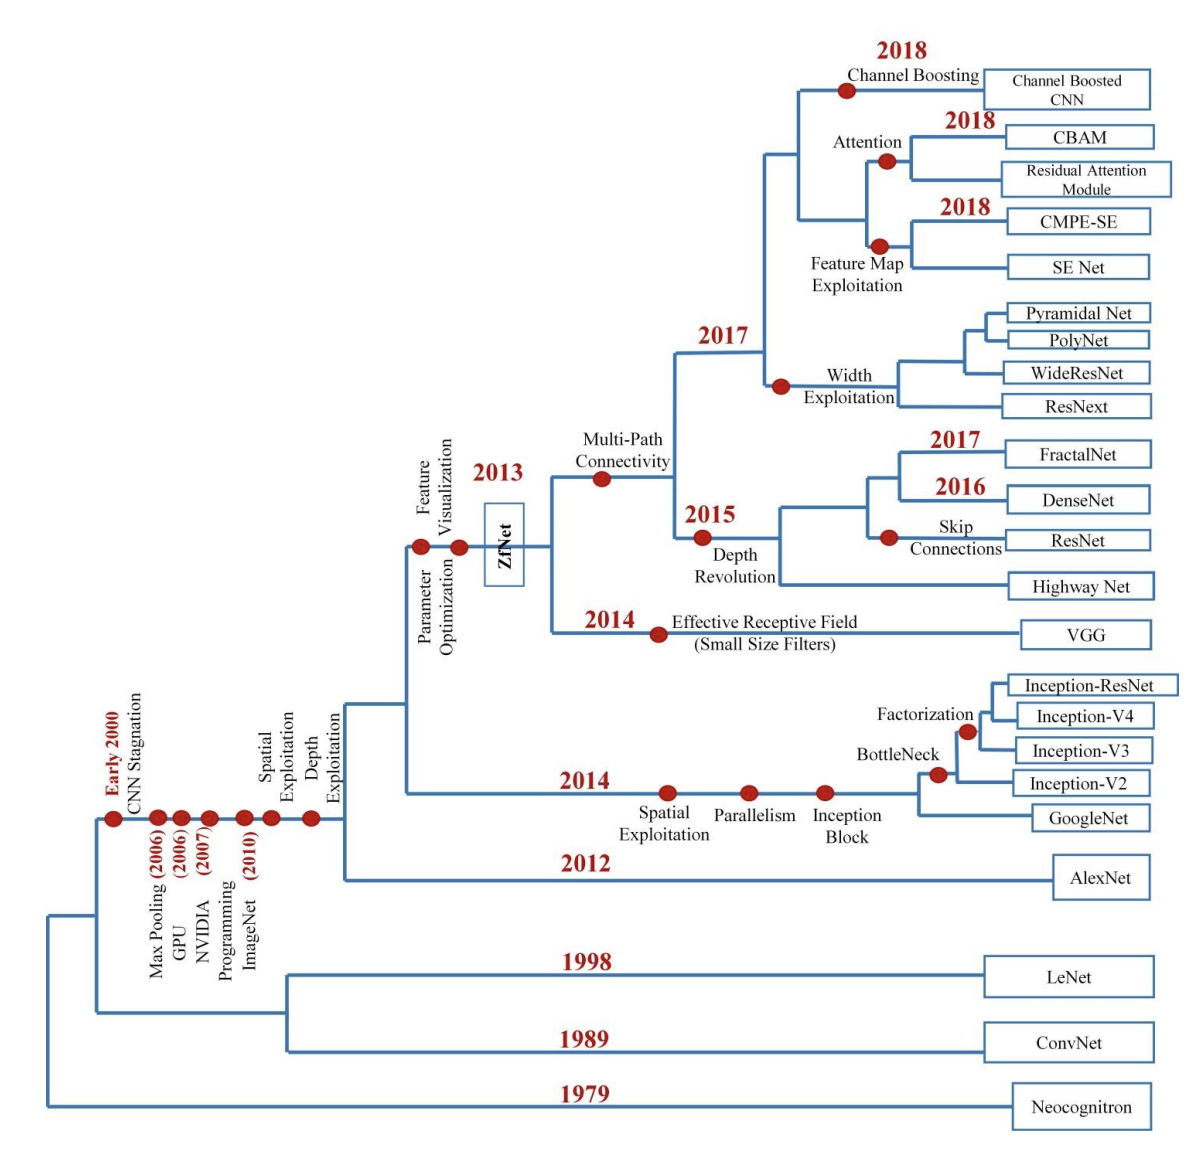 2018
Channel Boosting
Channel Boosted
CNN
2018
Attention
CBAM
Residual Attention
Module
2018
CMPE-SE
Feature Map
Exploitation
SE Net
Pyramidal Net
2017
PolyNet
Width
Exploitation
WideResNet
ResNext
Multi-Path
Connectivity
2017
FractalNet
2016
DenseNet
2015
Skip
Connections
ResNet
Depth
Revolution
Highway Net
Feature
Visualization
2013
ZfNet
Parameter
Optimization
2014
Effective Receptive Field
(Small Size Filters)
VGG
Inception-ResNet
Factorization
Inception-V4
BottleNeck
Inception-V3
Inception-V2
2014
Spatial
Exploitation
Parallelism
Inception
Block
GoogleNet
Early 2000
CNN Stagnation
Spatial
Exploitation
Depth
Exploitation
Max Pooling (2006)
GPU (2006)
NVIDIA (2007)
Programming
ImageNet (2010)
2012
AlexNet
1998
LeNet
1989
ConvNet
1979
Neocognitron